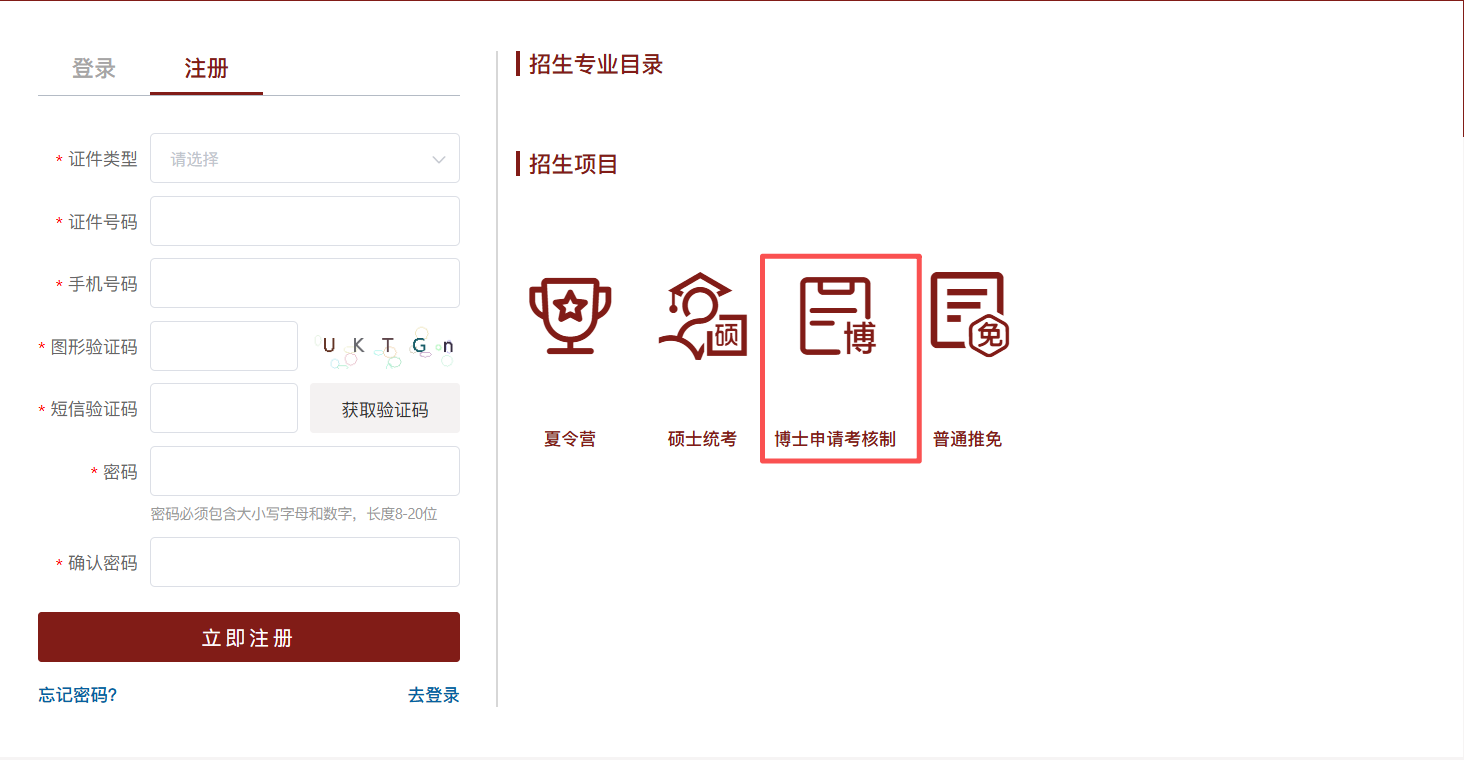 登录 注册
* 证件类型 请选择
* 证件号码
* 手机号码
* 图形验证码 U K T G n
* 短信验证码 获取验证码
* 密码
密码必须包含大小写字母和数字，长度8-20位
* 确认密码
立即注册
忘记密码? 去登录
招生专业目录
招生项目
硕 博 免
夏令营 硕士统考 博士申请考核制 普通推免